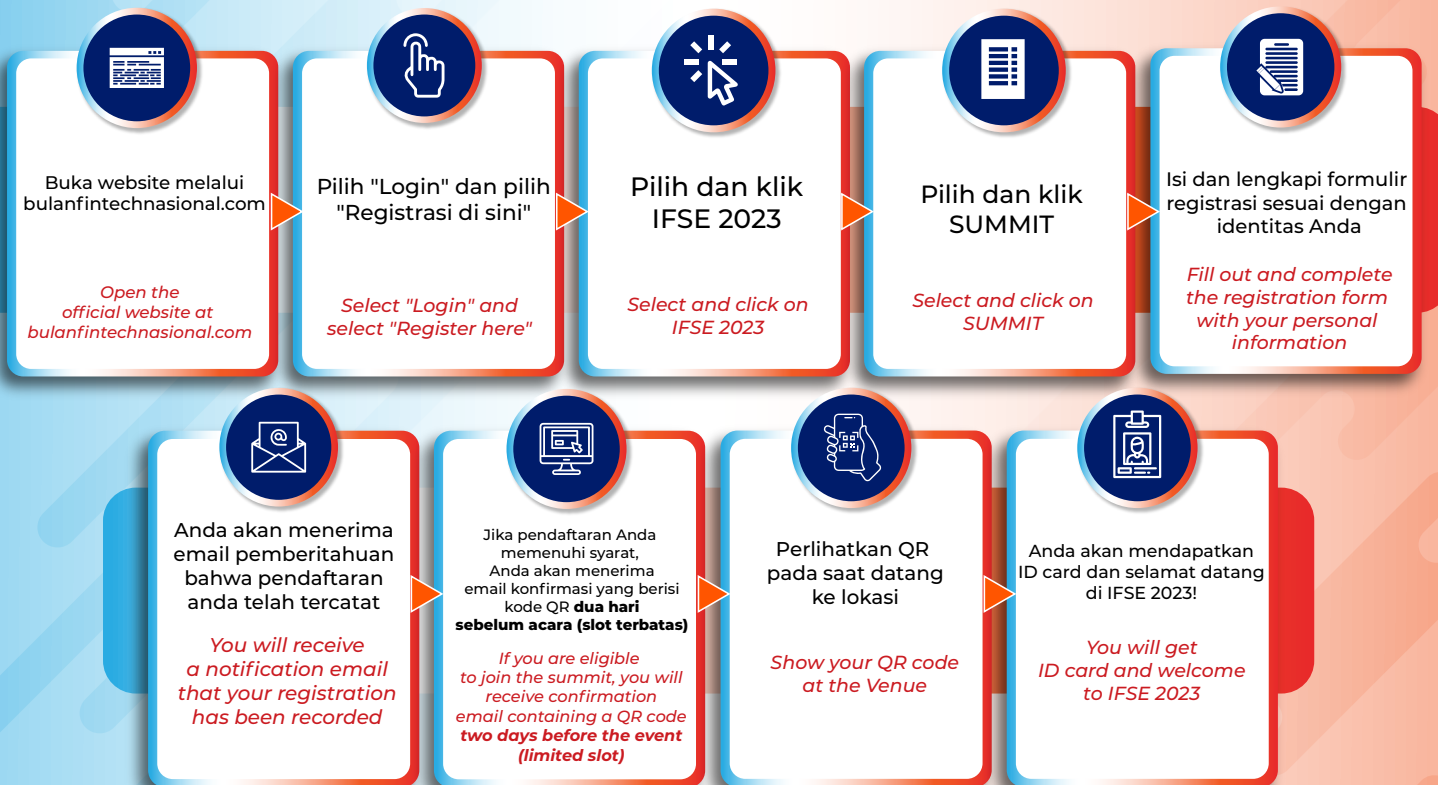 Buka website melalui
bulanfintechnasional.com
Open the
official website at
bulanfintechnasional.com
Pilih "Login" dan pilih
"Registrasi di sini"
Select "Login" and
select "Register here"
Pilih dan klik
IFSE 2023
Select and click on
IFSE 2023
Pilih dan klik
SUMMIT
Select and click on
SUMMIT
Isi dan lengkapi formulir
registrasi sesuai dengan
identitas Anda
Fill out and complete
the registration form
with your personal
information
@
Anda akan menerima
email pemberitahuan
bahwa pendaftaran
anda telah tercatat
You will receive
a notification email
that your registration
has been recorded
Jika pendaftaran Anda
memenuhi syarat,
Anda akan menerima
email konfirmasi yang berisi
kode QR dua hari
sebelum acara (slot terbatas)
If you are eligible
to join the summit, you will
receive confirmation
email containing a QR code
two days before the event
(limited slot)
Perlihatkan QR
pada saat datang
ke lokasi
Show your QR code
at the Venue
Anda akan mendapatkan
ID card dan selamat datang
di IFSE 2023!
You will get
ID card and welcome
to IFSE 2023